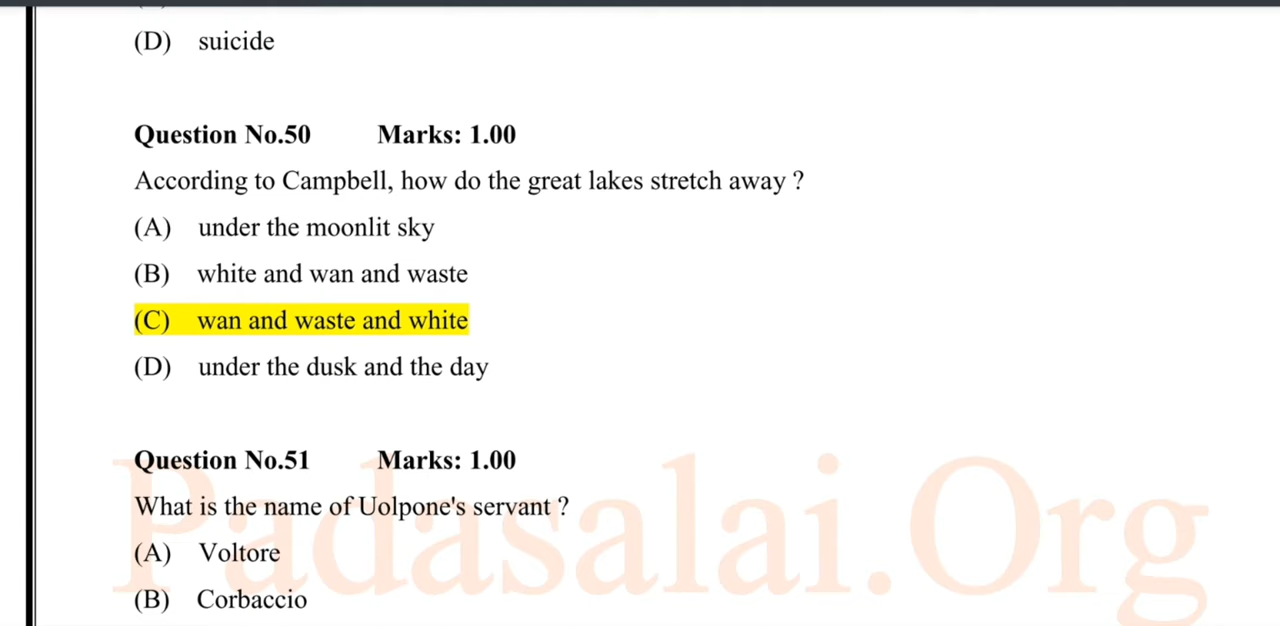 (D) suicide
Question No.50 Marks: 1.00
According to Campbell, how do the great lakes stretch away ?
(A) under the moonlit sky
(B) white and wan and waste
(C) wan and waste and white
(D) under the dusk and the day
Question No.51 Marks: 1.00
What is the name of Uolpone's servant ?
(A) Voltore
(B) Corbaccio
Padasalai.Org